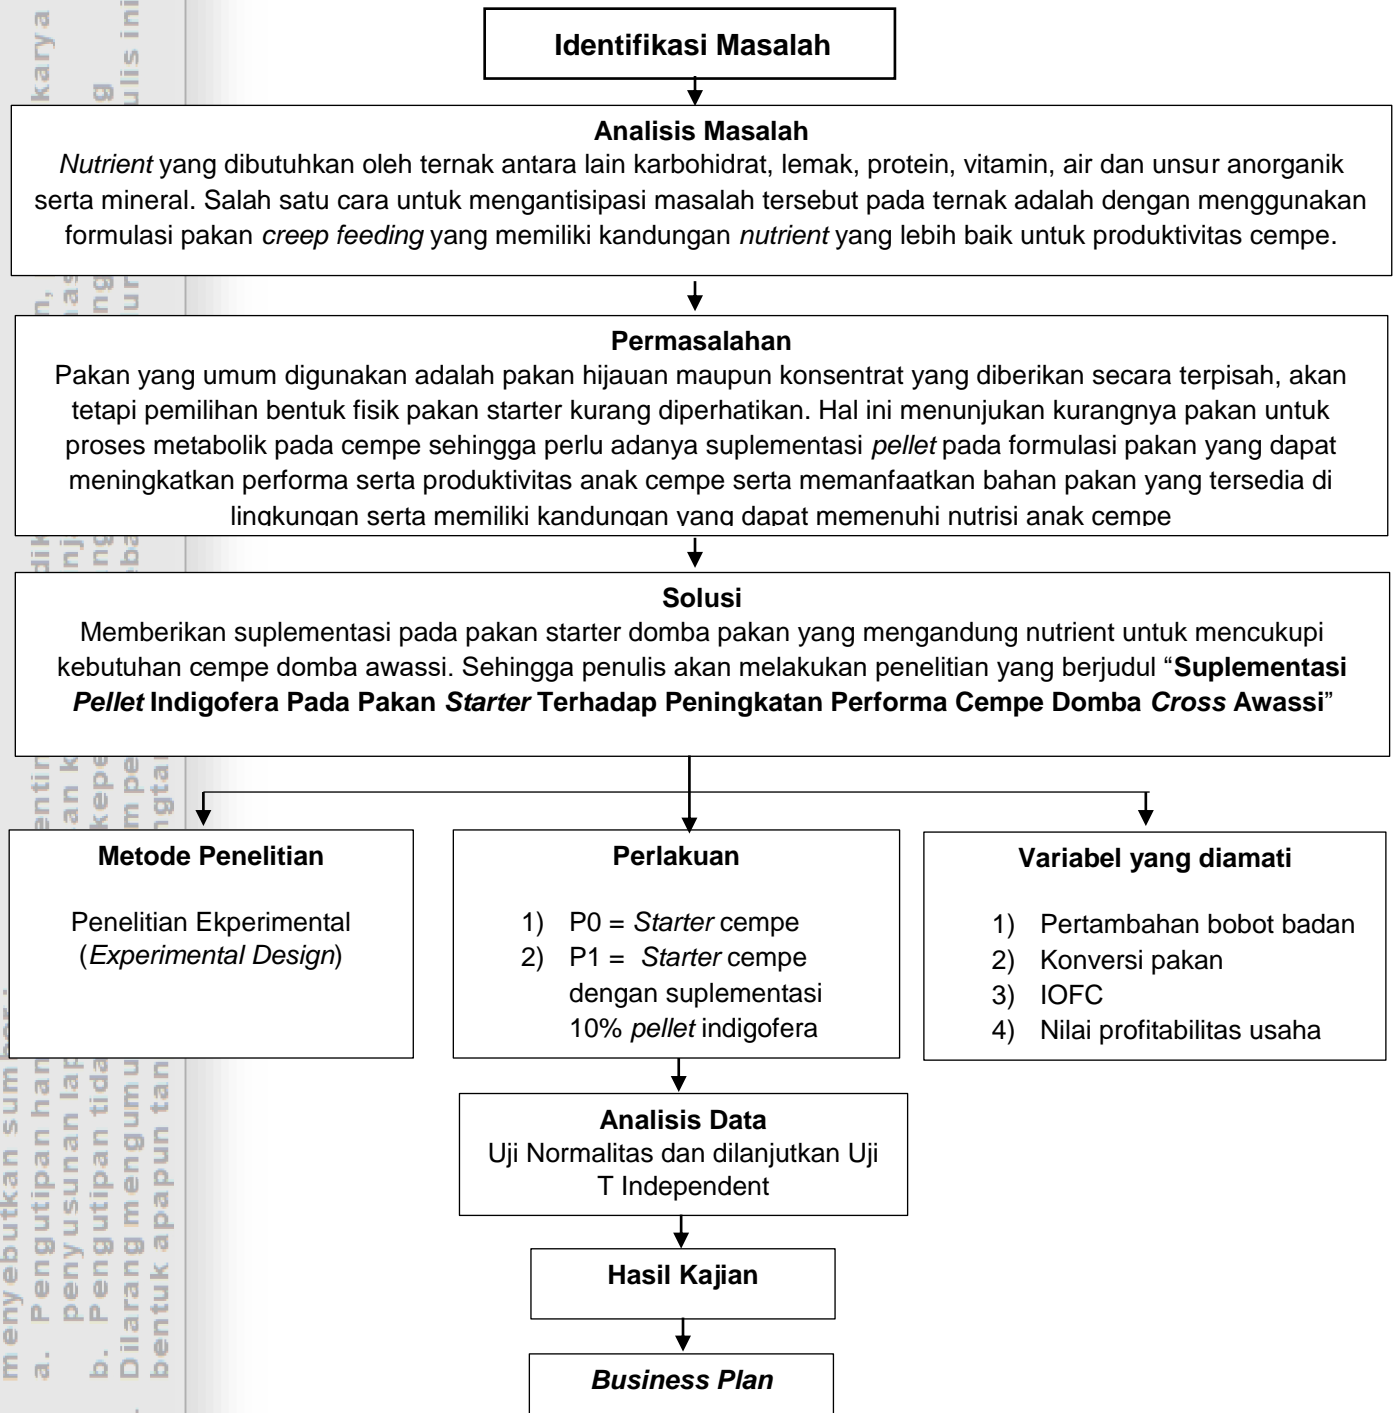 Identifikasi Masalah
Analisis Masalah
Nutrient yang dibutuhkan oleh ternak antara lain karbohidrat, lemak, protein, vitamin, air dan unsur anorganik
serta mineral. Salah satu cara untuk mengantisipasi masalah tersebut pada ternak adalah dengan menggunakan
formulasi pakan creep feeding yang memiliki kandungan nutrient yang lebih baik untuk produktivitas cempe.
Permasalahan
Pakan yang umum digunakan adalah pakan hijauan maupun konsentrat yang diberikan secara terpisah, akan
tetapi pemilihan bentuk fisik pakan starter kurang diperhatikan. Hal ini menunjukan kurangnya pakan untuk
proses metabolik pada cempe sehingga perlu adanya suplementasi pellet pada formulasi pakan yang dapat
meningkatkan performa serta produktivitas anak cempe serta memanfaatkan bahan pakan yang tersedia di
lingkungan serta memiliki kandungan yang dapat memenuhi nutrisi anak cempe
Solusi
Memberikan suplementasi pada pakan starter domba pakan yang mengandung nutrient untuk mencukupi
kebutuhan cempe domba awassi. Sehingga penulis akan melakukan penelitian yang berjudul “Suplementasi
Pellet Indigofera Pada Pakan Starter Terhadap Peningkatan Performa Cempe Domba Cross Awassi”
Metode Penelitian
Penelitian Ekperimental
(Experimental Design)
Perlakuan
1) P0 = Starter cempe
2) P1 = Starter cempe
dengan suplementasi
10% pellet indigofera
Variabel yang diamati
1) Pertambahan bobot badan
2) Konversi pakan
3) IOFC
4) Nilai profitabilitas usaha
Analisis Data
Uji Normalitas dan dilanjutkan Uji
T Independent
Hasil Kajian
Business Plan
menyebutkan
a. Pengutipan
penyusunan
b. Pengutipan
Dilarang
bentuk apapun
karya